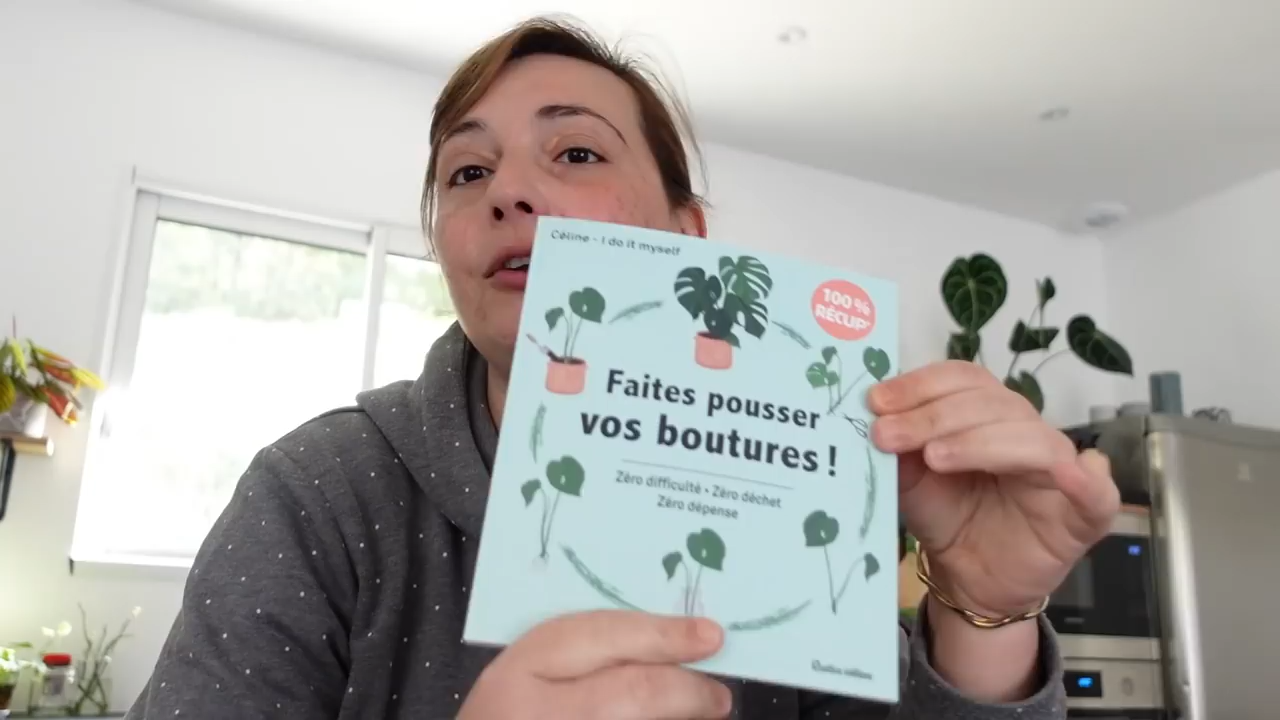 Céline - I do it myself
100 %
RÉCUP'
Faites pousser
vos boutures !
Zéro difficulté • Zéro déchet
Zéro dépense